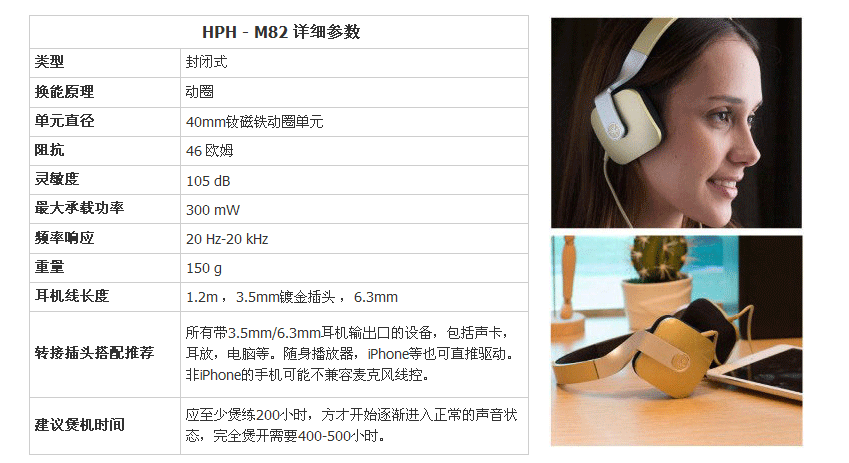 HPH - M82 详细参数
类型 封闭式
换能原理 动圈
单元直径 40mm钕磁铁动圈单元
阻抗 46 欧姆
灵敏度 105 dB
最大承载功率 300 mW
频率响应 20 Hz-20 kHz
重量 150 g
耳机线长度 1.2m ，3.5mm镀金插头 ，6.3mm
转接插头搭配推荐
所有带3.5mm/6.3mm耳机输出口的设备，包括声卡，
耳放，电脑等。随身播放器，iPhone等也可直推驱动。
非iPhone的手机可能不兼容麦克风线控。
建议煲机时间
应至少煲练200小时，方才开始逐渐进入正常的声音状
态，完全煲开需要400-500小时。